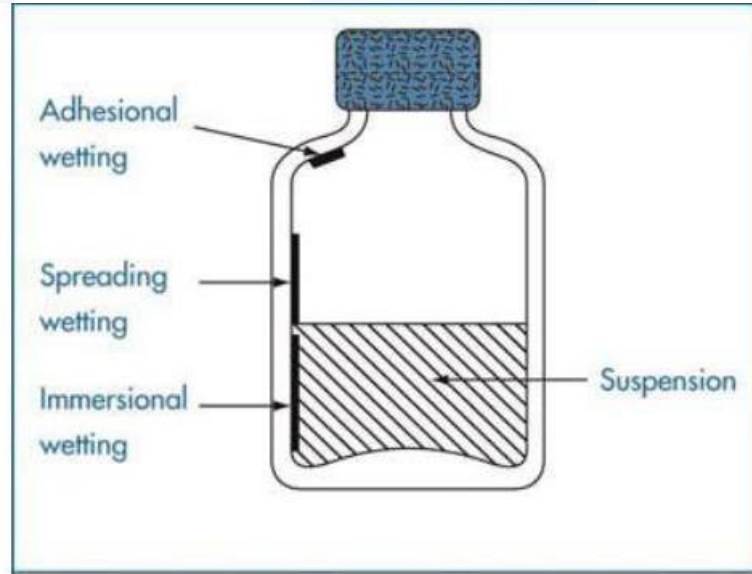 Adhesional
wetting
Spreading
wetting
Immersional
wetting
Suspension